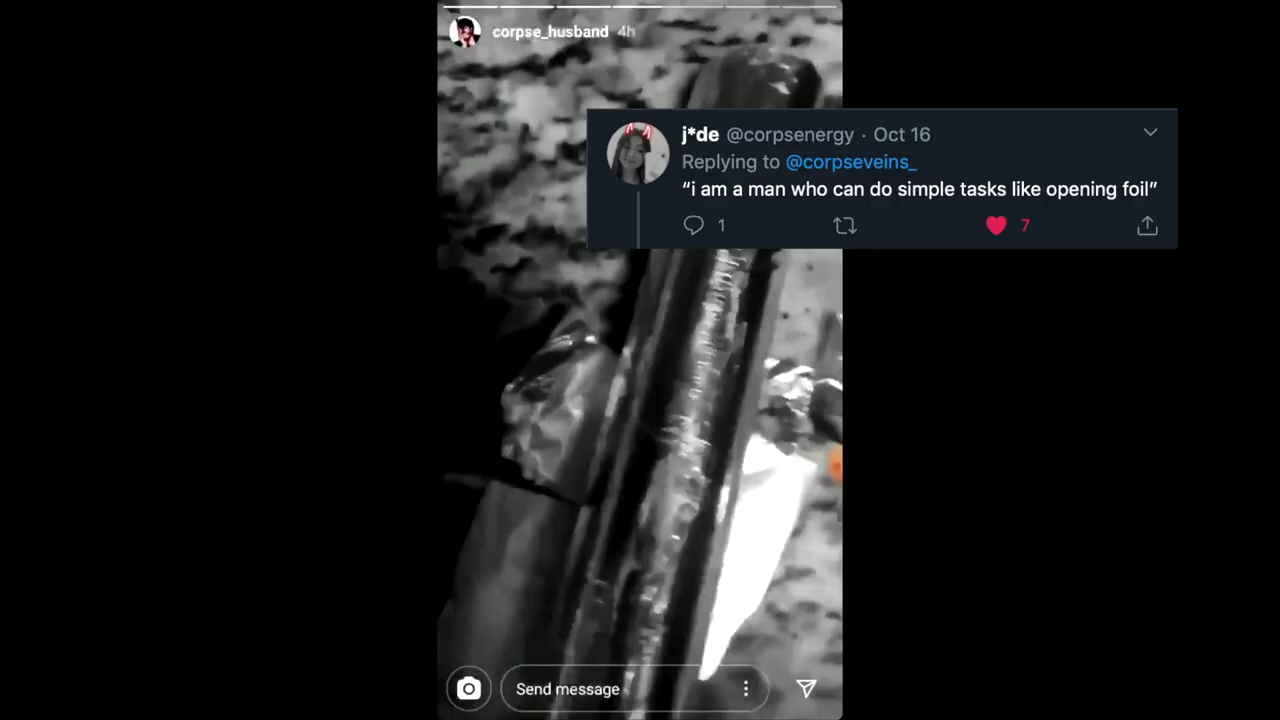 corpse_husband 4h
j*de @corpsenergy · Oct 16
Replying to @corpseveins_
“i am a man who can do simple tasks like opening foil”
1 7
Send message